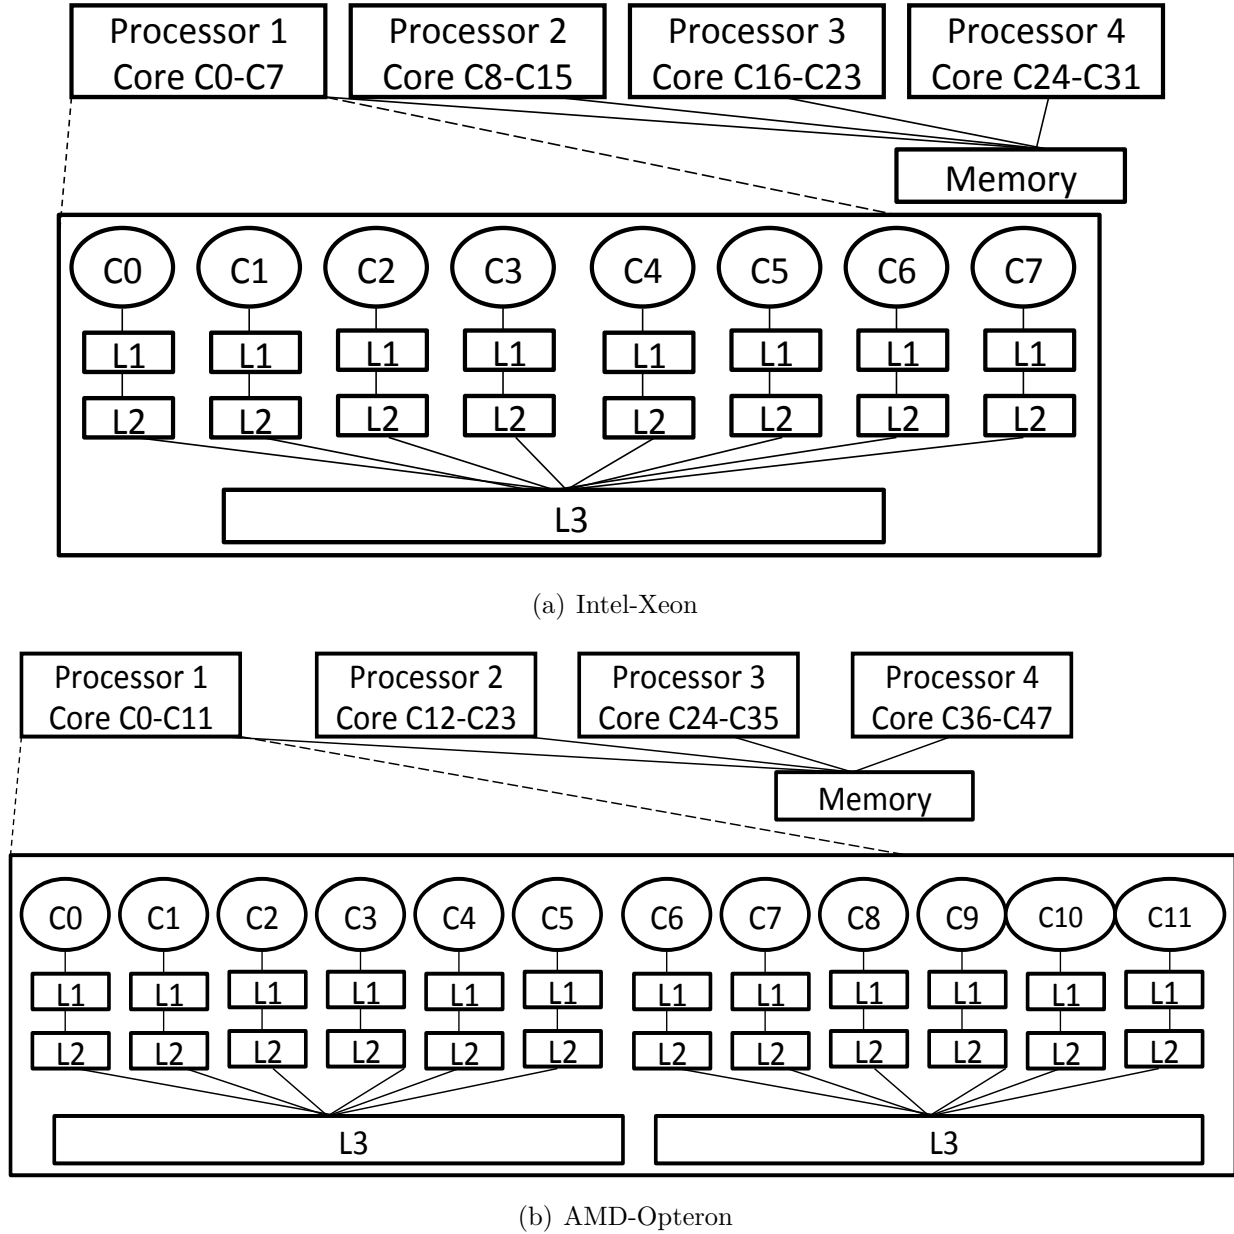 Processor 1
Core C0-C7
Processor 2
Core C8-C15
Processor 3
Core C16-C23
Processor 4
Core C24-C31
Memory
C0 C1 C2 C3 C4 C5 C6 C7
L1 L1 L1 L1 L1 L1 L1 L1
L2 L2 L2 L2 L2 L2 L2 L2
L3
(a) Intel-Xeon
Processor 1
Core C0-C11
Processor 2
Core C12-C23
Processor 3
Core C24-C35
Processor 4
Core C36-C47
Memory
C0 C1 C2 C3 C4 C5 C6 C7 C8 C9 C10 C11
L1 L1 L1 L1 L1 L1 L1 L1 L1 L1 L1 L1
L2 L2 L2 L2 L2 L2 L2 L2 L2 L2 L2 L2
L3 L3
(b) AMD-Opteron